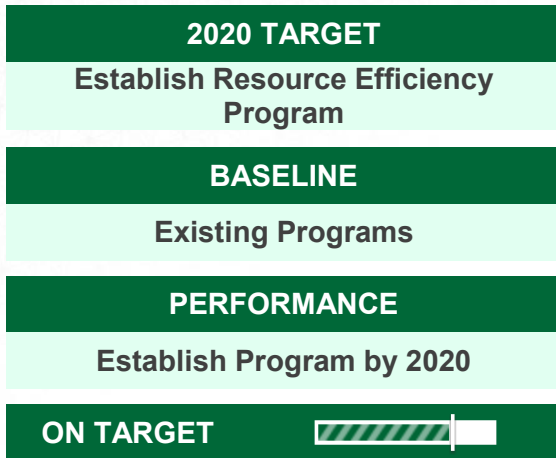 2020 TARGET
Establish Resource Efficiency
Program
BASELINE
Existing Programs
PERFORMANCE
Establish Program by 2020
ON TARGET